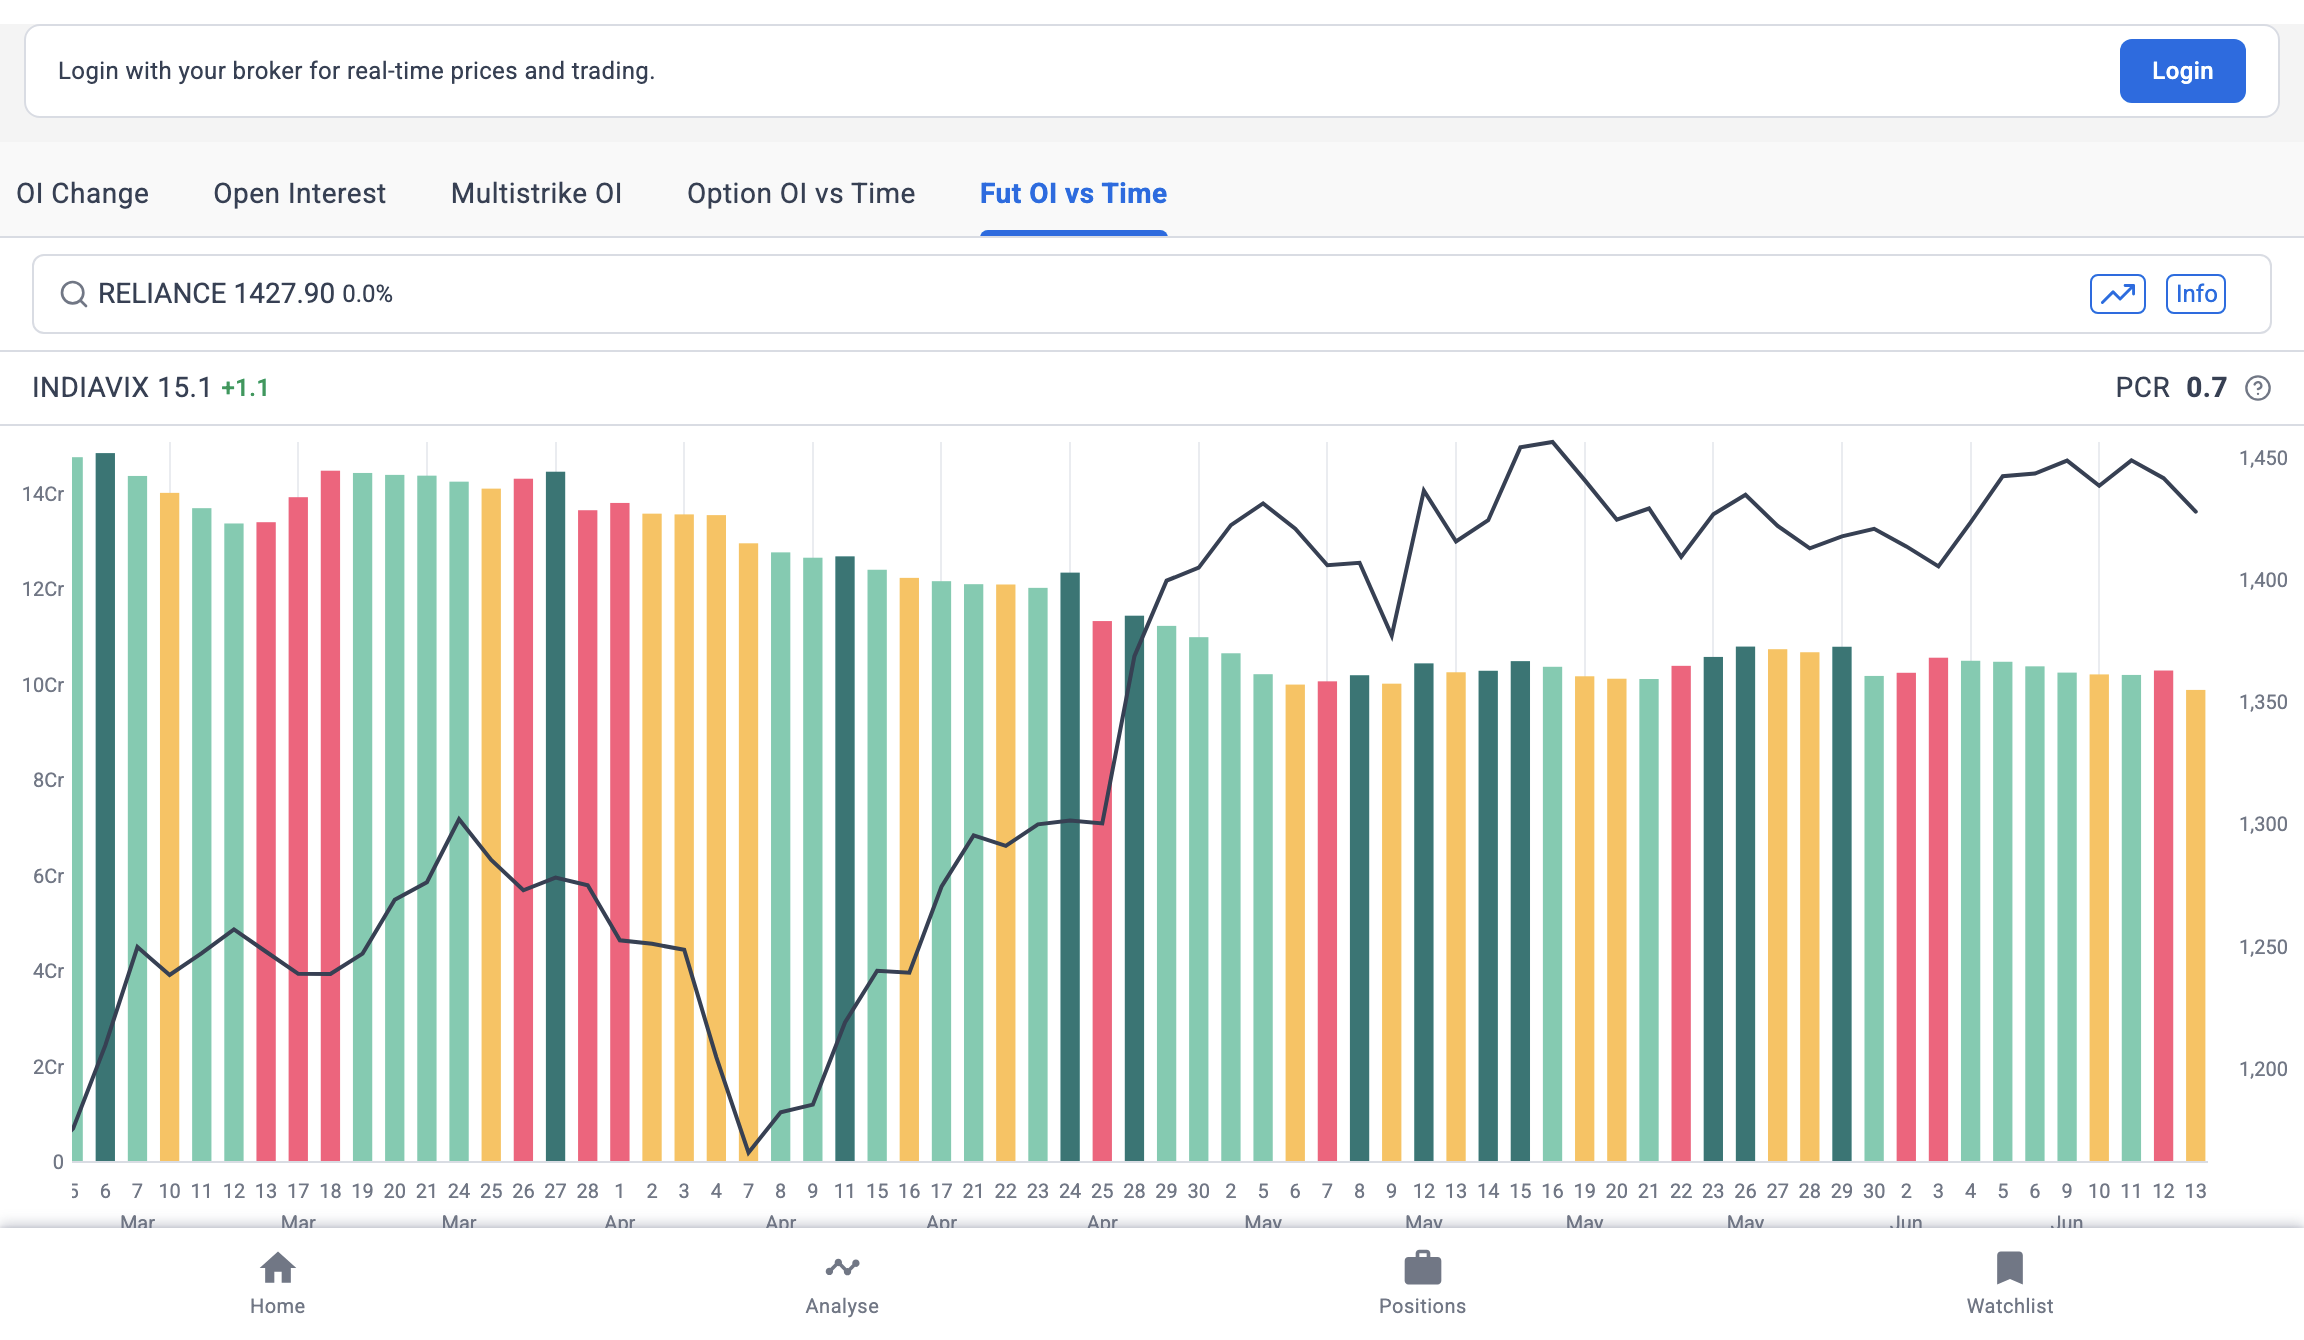 Login with your broker for real-time prices and trading.
Login
OI Change Open Interest Multistrike OI Option OI vs Time Fut OI vs Time
RELIANCE 1427.90 0.0%
Info
INDIAVIX 15.1 +1.1
PCR 0.7 ?
14Cr
12Cr
10Cr
8Cr
6Cr
4Cr
2Cr
0
1,450
1,400
1,350
1,300
1,250
1,200
5 6 7 10 11 12 13 17 18 19 20 21 24 25 26 27 28 1 2 3 4 7 8 9 11 15 16 17 21 22 23 24 25 28 29 30 2 5 6 7 8 9 12 13 14 15 16 19 20 21 22 23 26 27 28 29 30 2 3 4 5 6 9 10 11 12 13
Mar Mar Mar Apr Apr Apr Apr May May May May Jun Jun
Home Analyse Positions Watchlist